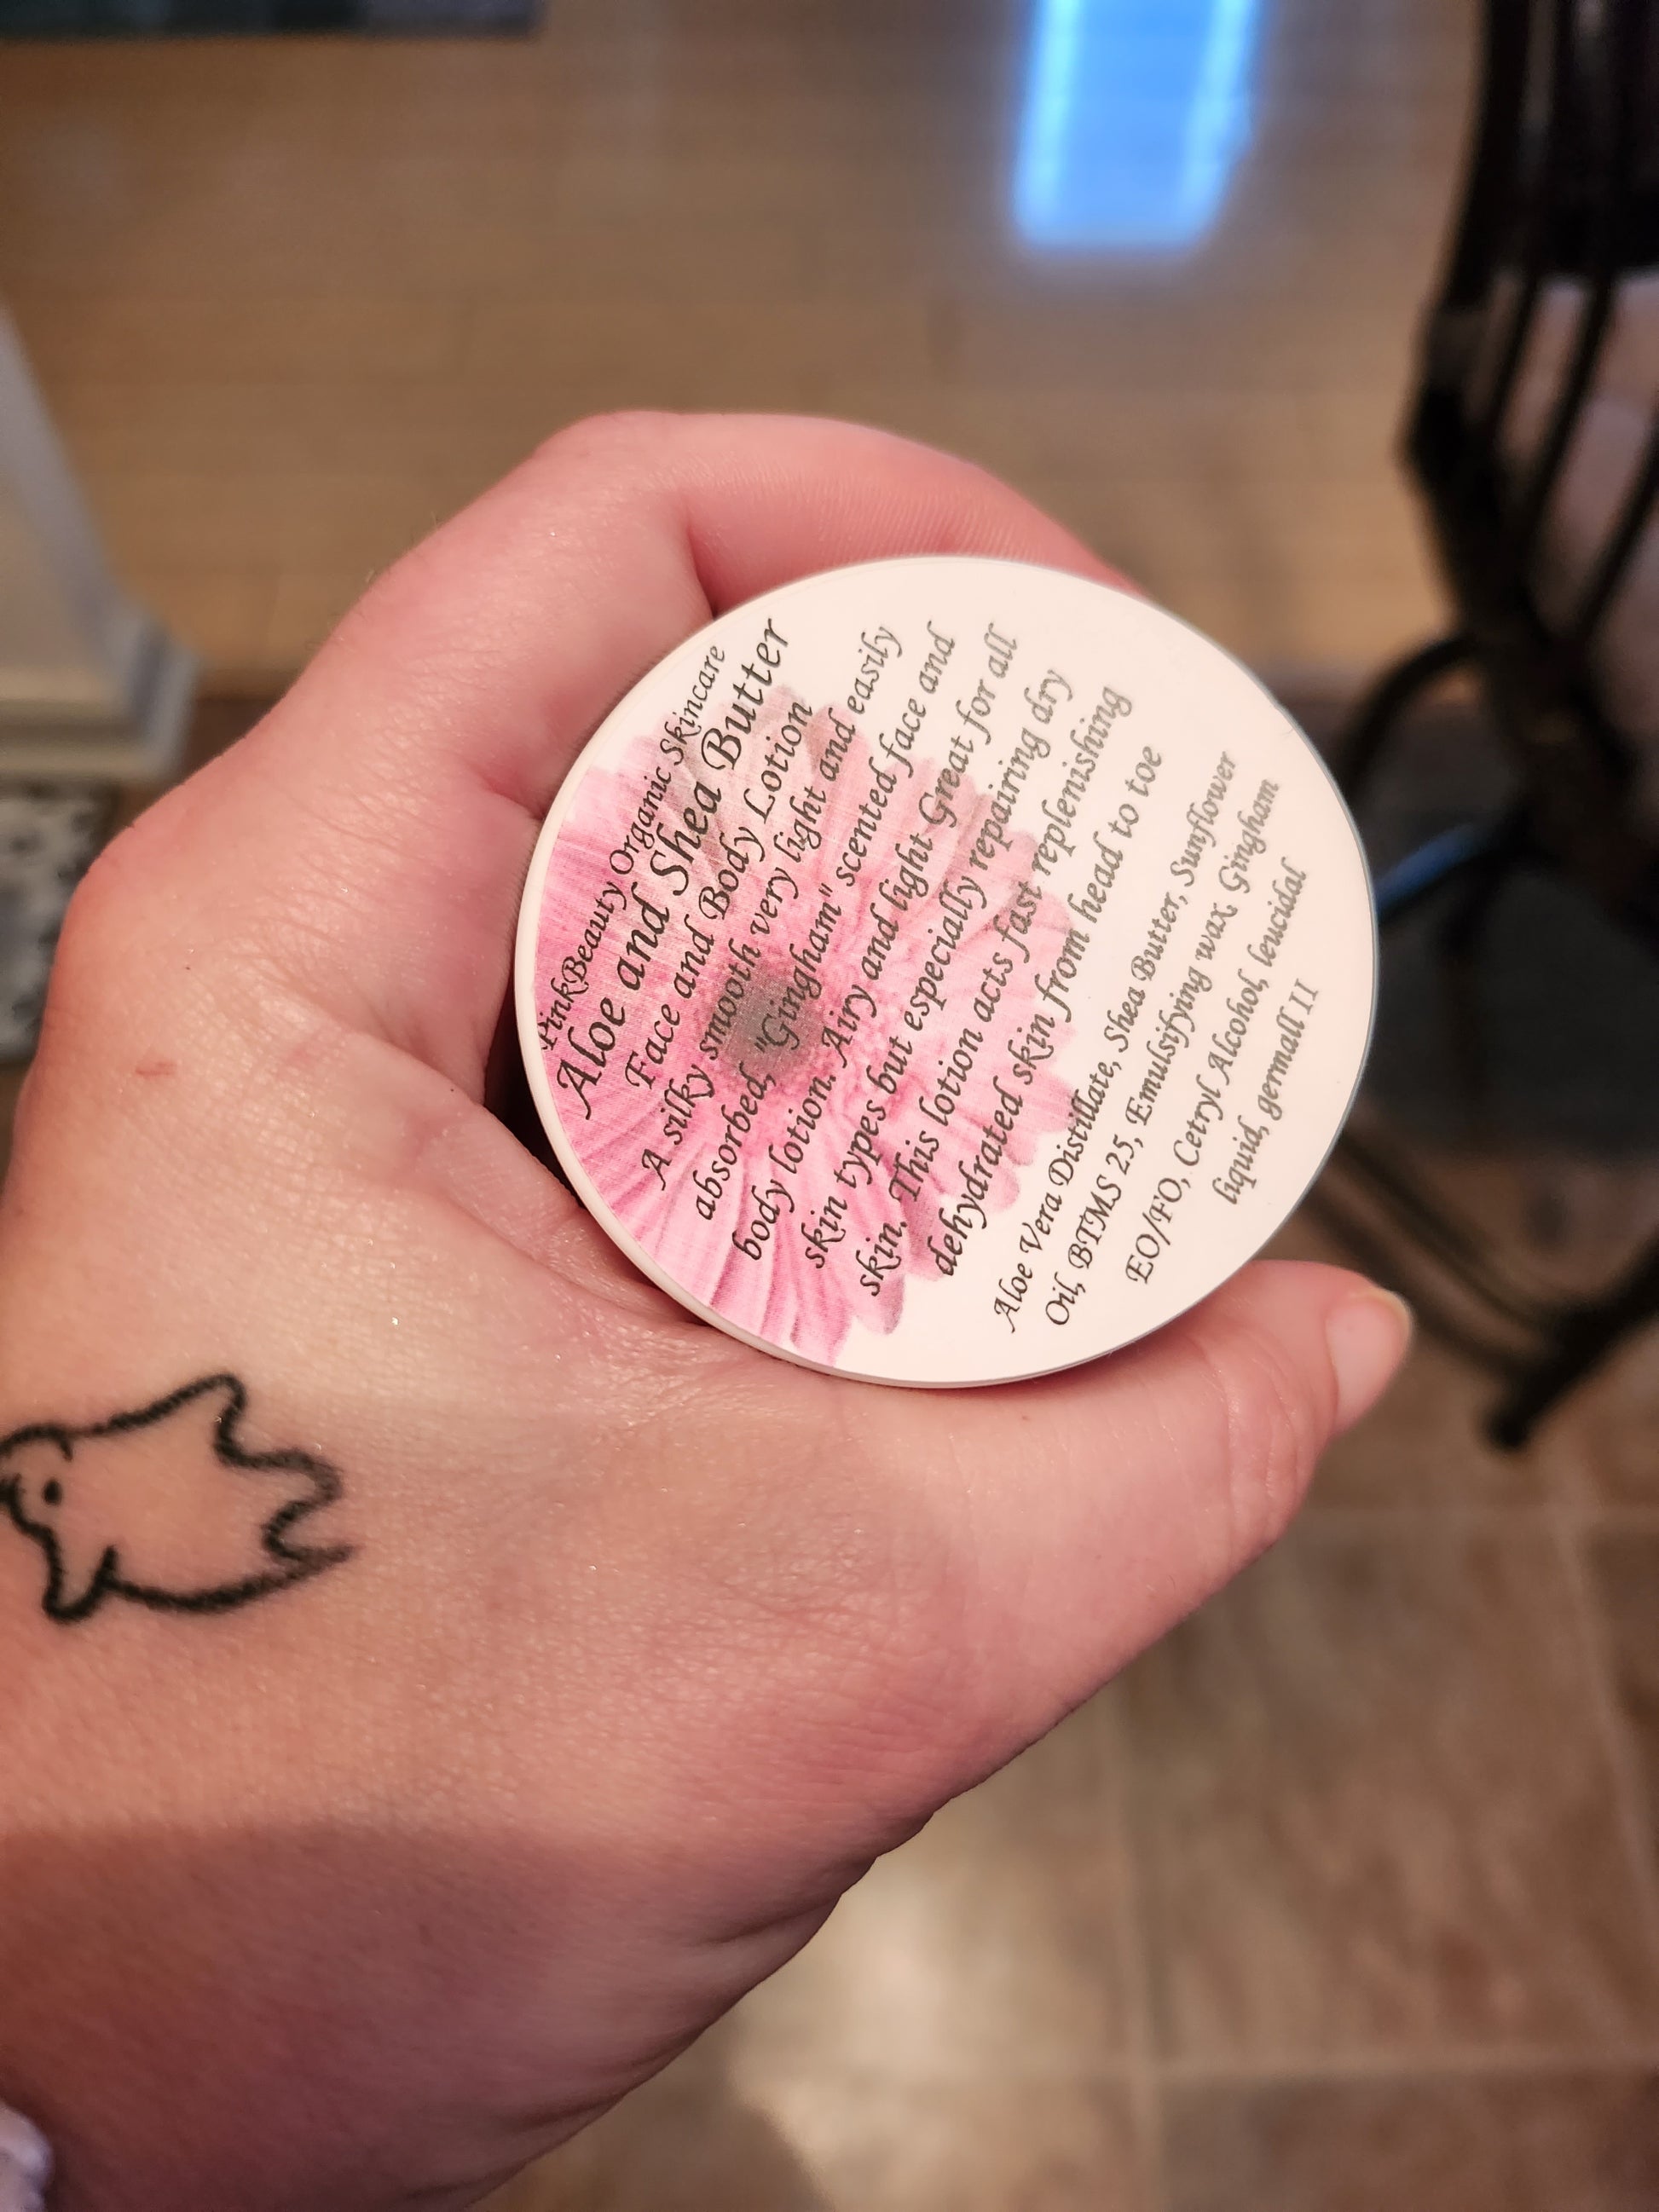 PinkBeauty Organic Skincare
Aloe and Shea Butter
Face and Body Lotion
A silky smooth very light and easily
absorbed, "Gingham" scented face and
body lotion. Airy and light Great for all
skin types but especially repairing dry
skin. This lotion acts fast replenishing
dehydrated skin from head to toe
Aloe Vera Distillate, Shea Butter, Sunflower
Oil, BTMS 25, Emulsifying wax Gingham
EO/FO, Cetryl Alcohol, leucidal
liquid, germall II